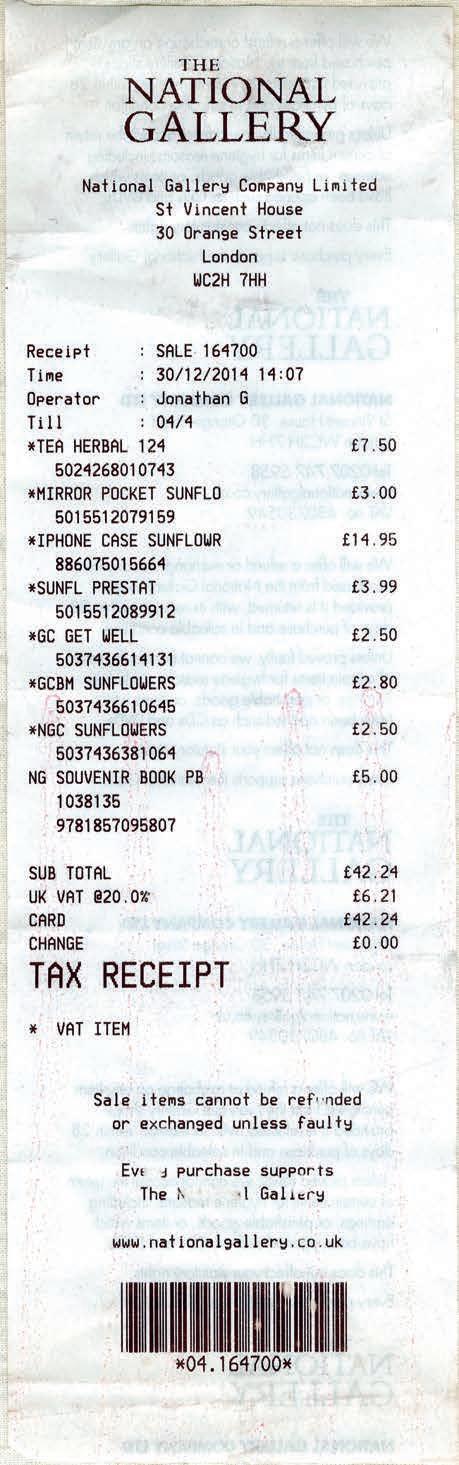 THE
NATIONAL
GALLERY
National Gallery Company Limited
St Vincent House
30 Orange Street
London
WC2H 7HH
Receipt : SALE 164700
Time : 30/12/2014 14:07
Operator : Jonathan G
Till : 04/4
*TEA HERBAL 124 £7.50
5024268010743
*MIRROR POCKET SUNFLO £3.00
5015512079159
*IPHONE CASE SUNFLOWR £14.95
886075015664
*SUNFL PRESTAT £3.99
5015512089912
*GC GET WELL £2.50
5037436614131
*GCBM SUNFLOWERS £2.80
5037436610645
*NGC SUNFLOWERS £2.50
5037436381064
NG SOUVENIR BOOK PB £5.00
1038135
9781857095807
SUB TOTAL £42.24
UK VAT @20.0% £6.21
CARD £42.24
CHANGE £0.00
TAX RECEIPT
* VAT ITEM
Sale items cannot be refunded
or exchanged unless faulty
Every purchase supports
The N l Gallery
www.nationalgallery.co.uk
*04.164700*